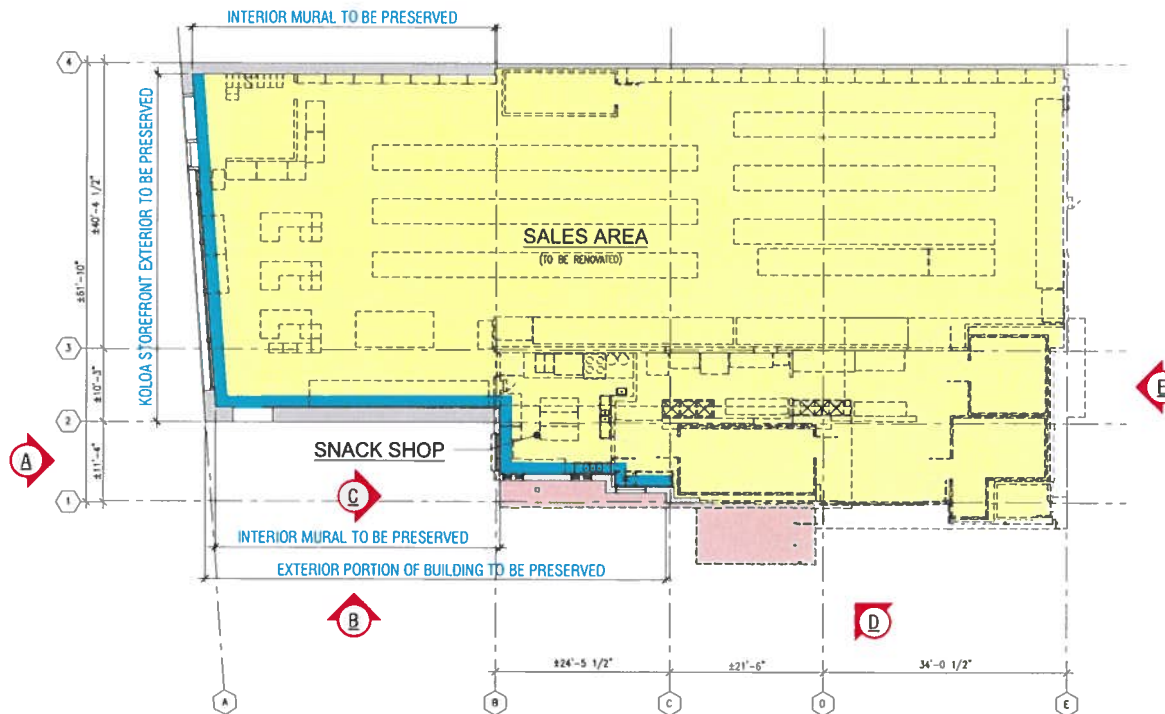 INTERIOR MURAL TO BE PRESERVED
4
KOLOA STOREFRONT EXTERIOR TO BE PRESERVED
±40'-4 1/2"
±61'-10"
SALES AREA
(TO BE RENOVATED)
3
±10'-3"
E
2
SNACK SHOP
A
±11'-4"
C
1
INTERIOR MURAL TO BE PRESERVED
EXTERIOR PORTION OF BUILDING TO BE PRESERVED
B
D
±24'-5 1/2"
±21'-6"
34'-0 1/2"
A
B
C
D
E